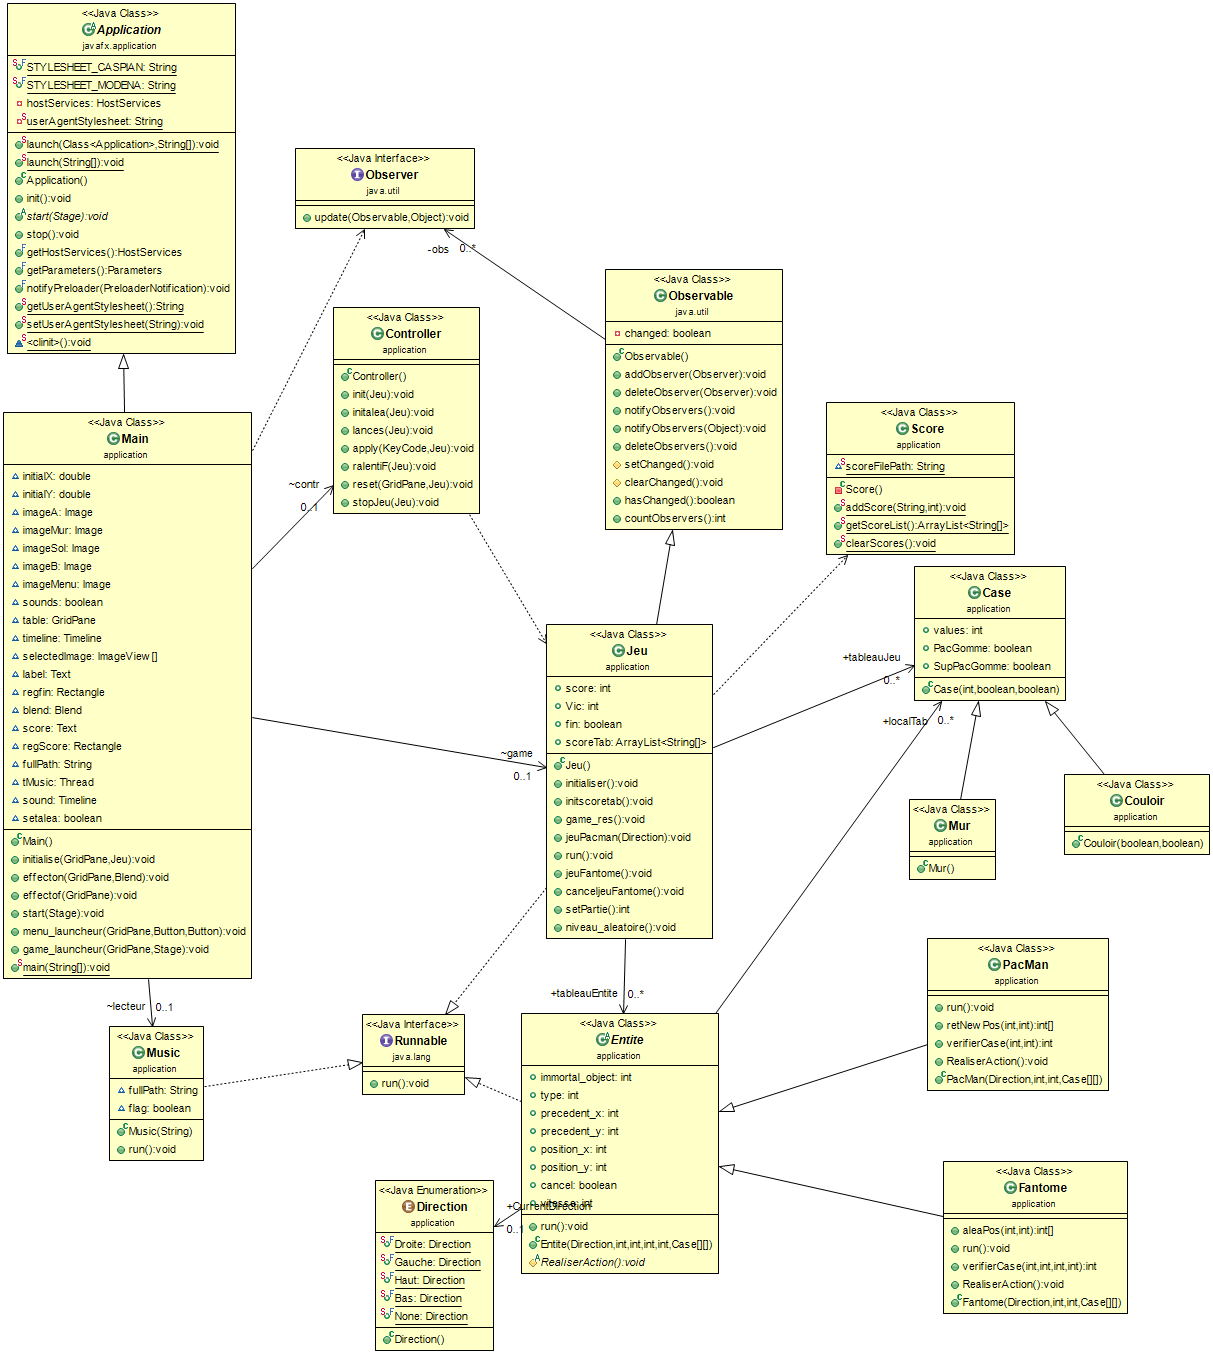 <<Java Class>>
Application
javafx.application
STYLESHEET_CASPIAN: String
STYLESHEET_MODENA: String
hostServices: HostServices
userAgentStylesheet: String
launch(Class<Application>,String[]):void
launch(String[]):void
Application()
init():void
start(Stage):void
stop():void
getHostServices():HostServices
getParameters():Parameters
notifyPreloader(PreloaderNotification):void
getUserAgentStylesheet():String
setUserAgentStylesheet(String):void
<clinit>():void
<<Java Interface>>
Observer
java.util
update(Observable,Object):void
-obs 0..*
<<Java Class>>
Observable
java.util
changed: boolean
Observable()
addObserver(Observer):void
deleteObserver(Observer):void
notifyObservers():void
notifyObservers(Object):void
deleteObservers():void
setChanged():void
clearChanged():void
hasChanged():boolean
countObservers():int
<<Java Class>>
Controller
application
Controller()
init(Jeu):void
initalea(Jeu):void
lances(Jeu):void
apply(KeyCode,Jeu):void
ralentiF(Jeu):void
reset(GridPane,Jeu):void
stopJeu(Jeu):void
~contr
0..1
<<Java Class>>
Main
application
initialX: double
initialY: double
imageA: Image
imageMur: Image
imageSol: Image
imageB: Image
imageMenu: Image
sounds: boolean
table: GridPane
timeline: Timeline
selectedImage: ImageView[]
label: Text
regfin: Rectangle
blend: Blend
score: Text
regScore: Rectangle
fullPath: String
tMusic: Thread
sound: Timeline
setalea: boolean
Main()
initialise(GridPane,Jeu):void
effecton(GridPane,Blend):void
effectof(GridPane):void
start(Stage):void
menu_launcheur(GridPane,Button,Button):void
game_launcheur(GridPane,Stage):void
main(String[]):void
<<Java Class>>
Score
application
scoreFilePath: String
Score()
addScore(String,int):void
getScoreList():ArrayList<String[]>
clearScores():void
<<Java Class>>
Case
application
values: int
PacGomme: boolean
SupPacGomme: boolean
Case(int,boolean,boolean)
+tableauJeu
0..*
+localTab 0..*
<<Java Class>>
Jeu
application
score: int
Vic: int
fin: boolean
scoreTab: ArrayList<String[]>
Jeu()
initialiser():void
initscoretab():void
game_res():void
jeuPacman(Direction):void
run():void
jeuFantome():void
canceljeuFantome():void
setPartie():int
niveau_aleatoire():void
~game
0..1
<<Java Class>>
Mur
application
Mur()
<<Java Class>>
Couloir
application
Couloir(boolean,boolean)
+tableauEntite 0..*
~lecteur 0..1
<<Java Class>>
Music
application
fullPath: String
flag: boolean
Music(String)
run():void
<<Java Interface>>
Runnable
java.lang
run():void
<<Java Class>>
Entite
application
immortal_object: int
type: int
precedent_x: int
precedent_y: int
position_x: int
position_y: int
cancel: boolean
vitesse: int
run():void
Entite(Direction,int,int,int,int,Case[][])
RealiserAction():void
+CurrentDirection
0..1
<<Java Class>>
PacMan
application
run():void
retNewPos(int,int):int[]
verifierCase(int,int):int
RealiserAction():void
PacMan(Direction,int,int,Case[][])
<<Java Class>>
Fantome
application
aleaPos(int,int):int[]
run():void
verifierCase(int,int,int,int):int
RealiserAction():void
Fantome(Direction,int,int,Case[][])
<<Java Enumeration>>
Direction
application
Droite: Direction
Gauche: Direction
Haut: Direction
Bas: Direction
None: Direction
Direction()